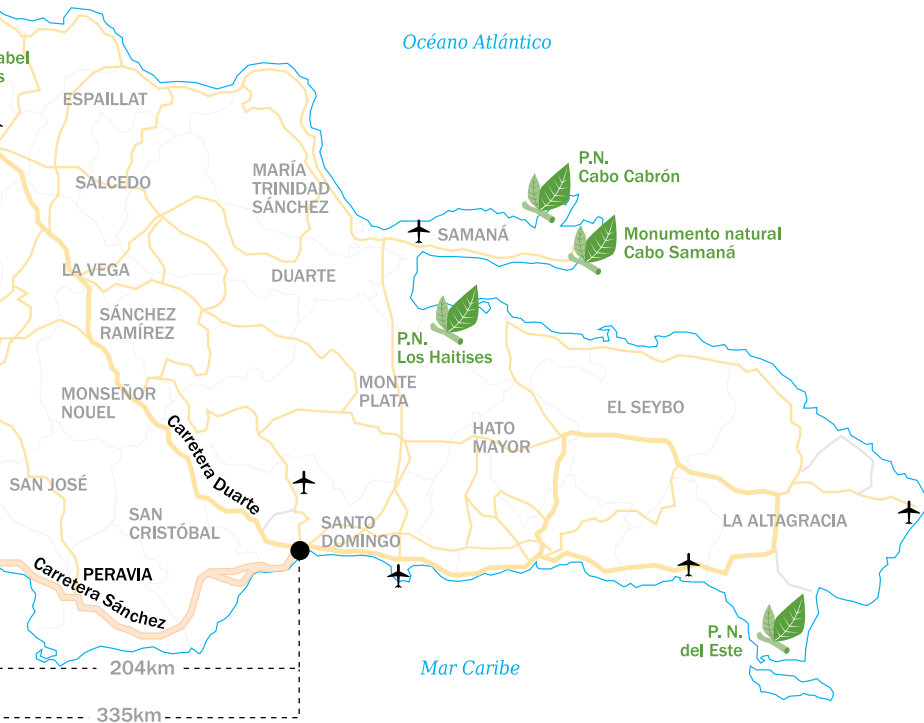 Océano Atlántico
abel
s
ESPAILLAT
P.N.
Cabo Cabrón
MARÍA
TRINIDAD
SÁNCHEZ
SALCEDO
SAMANÁ
Monumento natural
Cabo Samaná
LA VEGA
DUARTE
SÁNCHEZ
RAMÍREZ
P.N.
Los Haitises
MONTE
PLATA
MONSEÑOR
NOUEL
EL SEYBO
HATO
MAYOR
Carretera Duarte
SAN JOSÉ
SAN
CRISTÓBAL
SANTO
DOMINGO
LA ALTAGRACIA
PERAVIA
Carretera Sánchez
P. N.
del Este
Mar Caribe
204km
335km